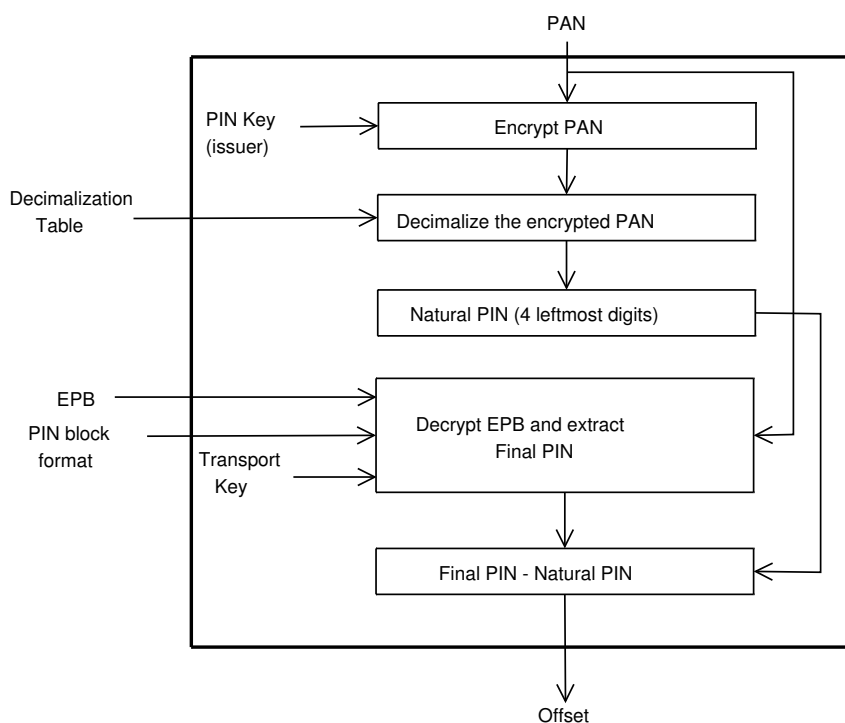 PAN
PIN Key
(issuer)
Encrypt PAN
Decimalization
Table
Decimalize the encrypted PAN
Natural PIN (4 leftmost digits)
EPB
PIN block
format
Transport
Key
Decrypt EPB and extract
Final PIN
Final PIN - Natural PIN
Offset